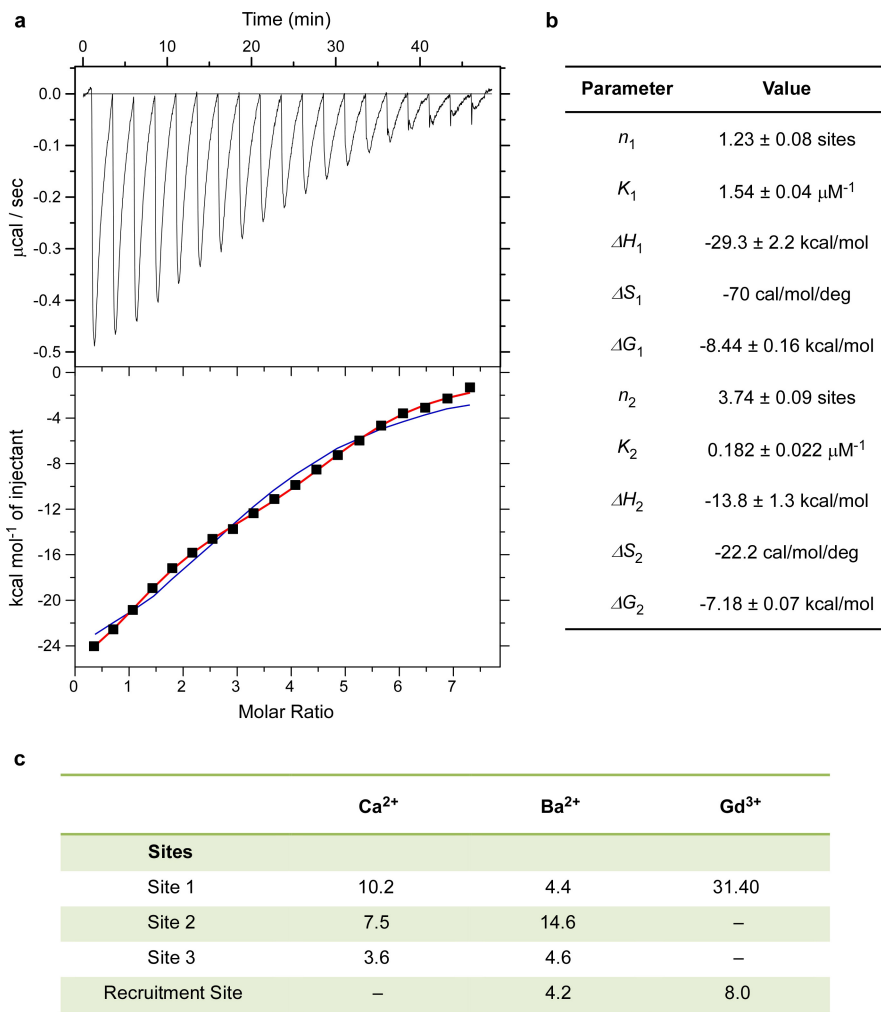 a
Time (min)
0 10 20 30 40
0.0
-0.1
-0.2
-0.3
-0.4
-0.5
µcal / sec
0
-4
-8
-12
-16
-20
-24
kcal mol-1 of injectant
0 1 2 3 4 5 6 7
Molar Ratio
b
Parameter Value
n1 1.23 ± 0.08 sites
K1 1.54 ± 0.04 µM-1
ΔH1 -29.3 ± 2.2 kcal/mol
ΔS1 -70 cal/mol/deg
ΔG1 -8.44 ± 0.16 kcal/mol
n2 3.74 ± 0.09 sites
K2 0.182 ± 0.022 µM-1
ΔH2 -13.8 ± 1.3 kcal/mol
ΔS2 -22.2 cal/mol/deg
ΔG2 -7.18 ± 0.07 kcal/mol
c
Ca2+ Ba2+ Gd3+
Sites
Site 1 10.2 4.4 31.40
Site 2 7.5 14.6 –
Site 3 3.6 4.6 –
Recruitment Site – 4.2 8.0